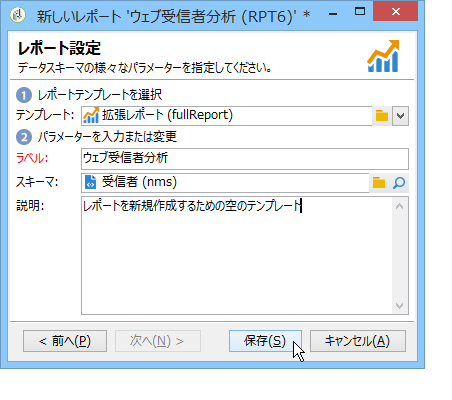 新しいレポート 'ウェブ受信者分析 (RPT6)' *
レポート設定
データスキーマの様々なパラメーターを指定してください。
1 レポートテンプレートを選択
テンプレート: 拡張レポート (fullReport)
2 パラメーターを入力または変更
ラベル: ウェブ受信者分析
スキーマ: 受信者 (nms)
説明: レポートを新規作成するための空のテンプレート
< 前へ(P) 次へ(N) > 保存(S) キャンセル(A)